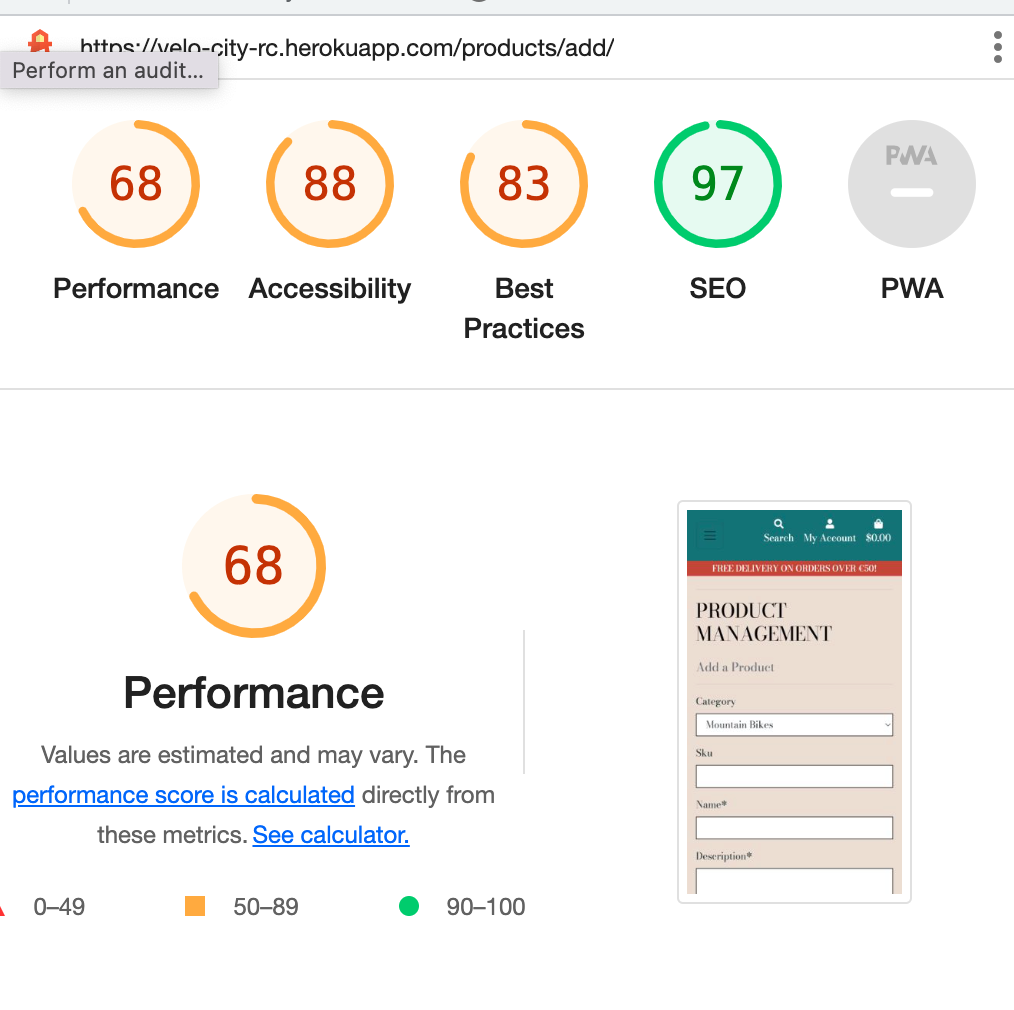 https://velo-city-rc.herokuapp.com/products/add/
Perform an audit...
68
88
83
97
PWA
Performance
Accessibility
Best
Practices
SEO
PWA
68
Performance
Values are estimated and may vary. The
performance score is calculated directly from
these metrics. See calculator.
0–49
50–89
90–100
Search
My Account
$0.00
FREE DELIVERY ON ORDERS OVER €50!
PRODUCT
MANAGEMENT
Add a Product
Category
Mountain Bikes
Sku
Name*
Description*